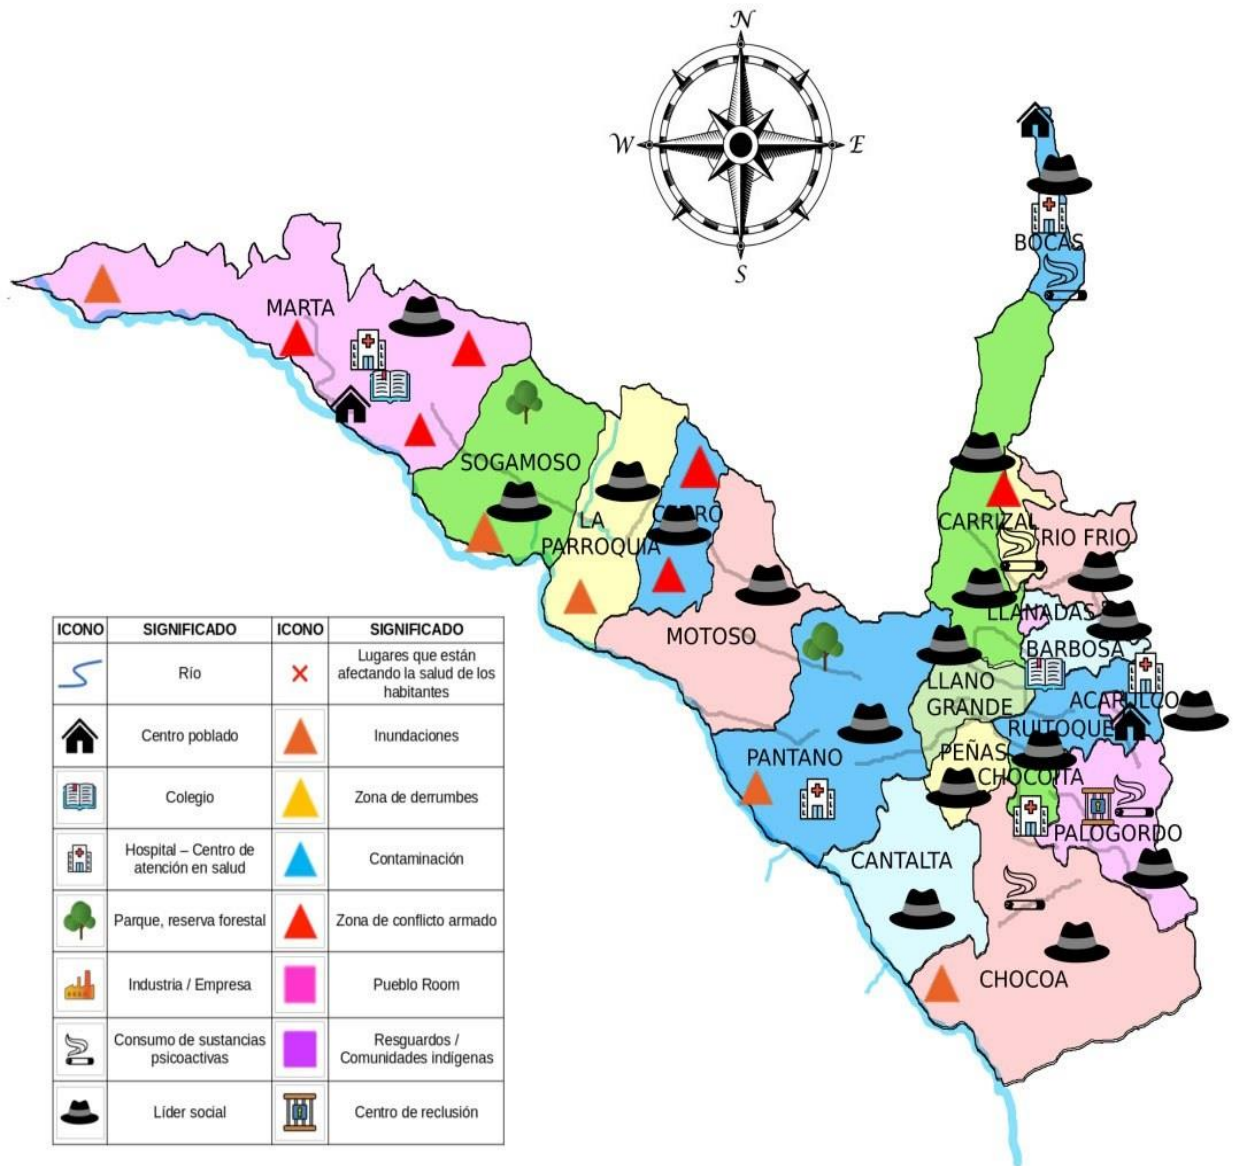 N
W
E
S
BOCAS
MARTA
SOGAMOSO
LA
PARROQUIA
CARRIZAL
RIO FRIO
LLANADAS
BARBOSA
MOTOSO
LLANO
GRANDE
ACAPULCO
RUITOQUE
PEÑAS
CHOCOITA
PANTANO
PALOGORDO
CANTALTA
CHOCOA
ICONO SIGNIFICADO ICONO SIGNIFICADO
Río
Lugares que están
afectando la salud de los
habitantes
Centro poblado
Inundaciones
Colegio
Zona de derrumbes
Hospital – Centro de
atención en salud
Contaminación
Parque, reserva forestal
Zona de conflicto armado
Industria / Empresa
Pueblo Room
Consumo de sustancias
psicoactivas
Resguardos /
Comunidades indígenas
Líder social
Centro de reclusión